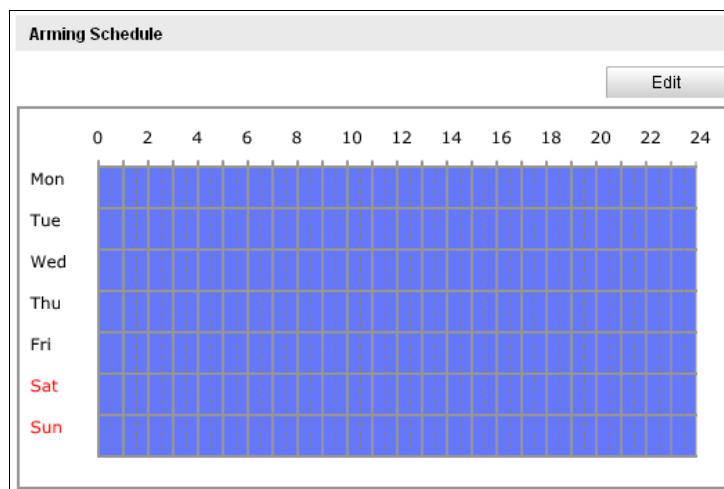 Arming Schedule
Edit
0 2 4 6 8 10 12 14 16 18 20 22 24
Mon
Tue
Wed
Thu
Fri
Sat
Sun